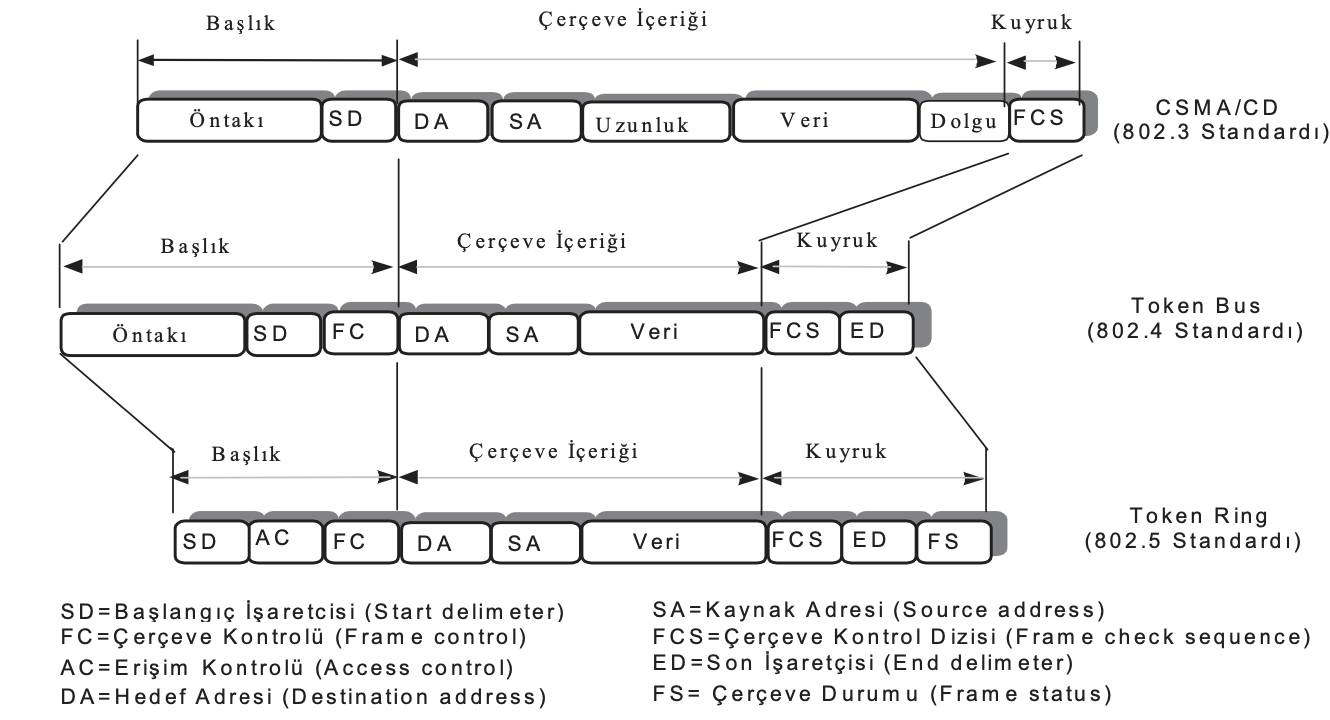 Başlık Çerçeve İçeriği Kuyruk
Öntakı SD DA SA Uzunluk Veri Dolgu FCS
CSMA/CD
(802.3 Standardı)
Başlık Çerçeve İçeriği Kuyruk
Öntakı SD FC DA SA Veri FCS ED
Token Bus
(802.4 Standardı)
Başlık Çerçeve İçeriği Kuyruk
SD AC FC DA SA Veri FCS ED FS
Token Ring
(802.5 Standardı)
SD=Başlangıç İşaretcisi (Start delimeter)
FC=Çerçeve Kontrolü (Frame control)
AC=Erişim Kontrolü (Access control)
DA=Hedef Adresi (Destination address)
SA=Kaynak Adresi (Source address)
FCS=Çerçeve Kontrol Dizisi (Frame check sequence)
ED=Son İşaretçisi (End delimeter)
FS= Çerçeve Durumu (Frame status)